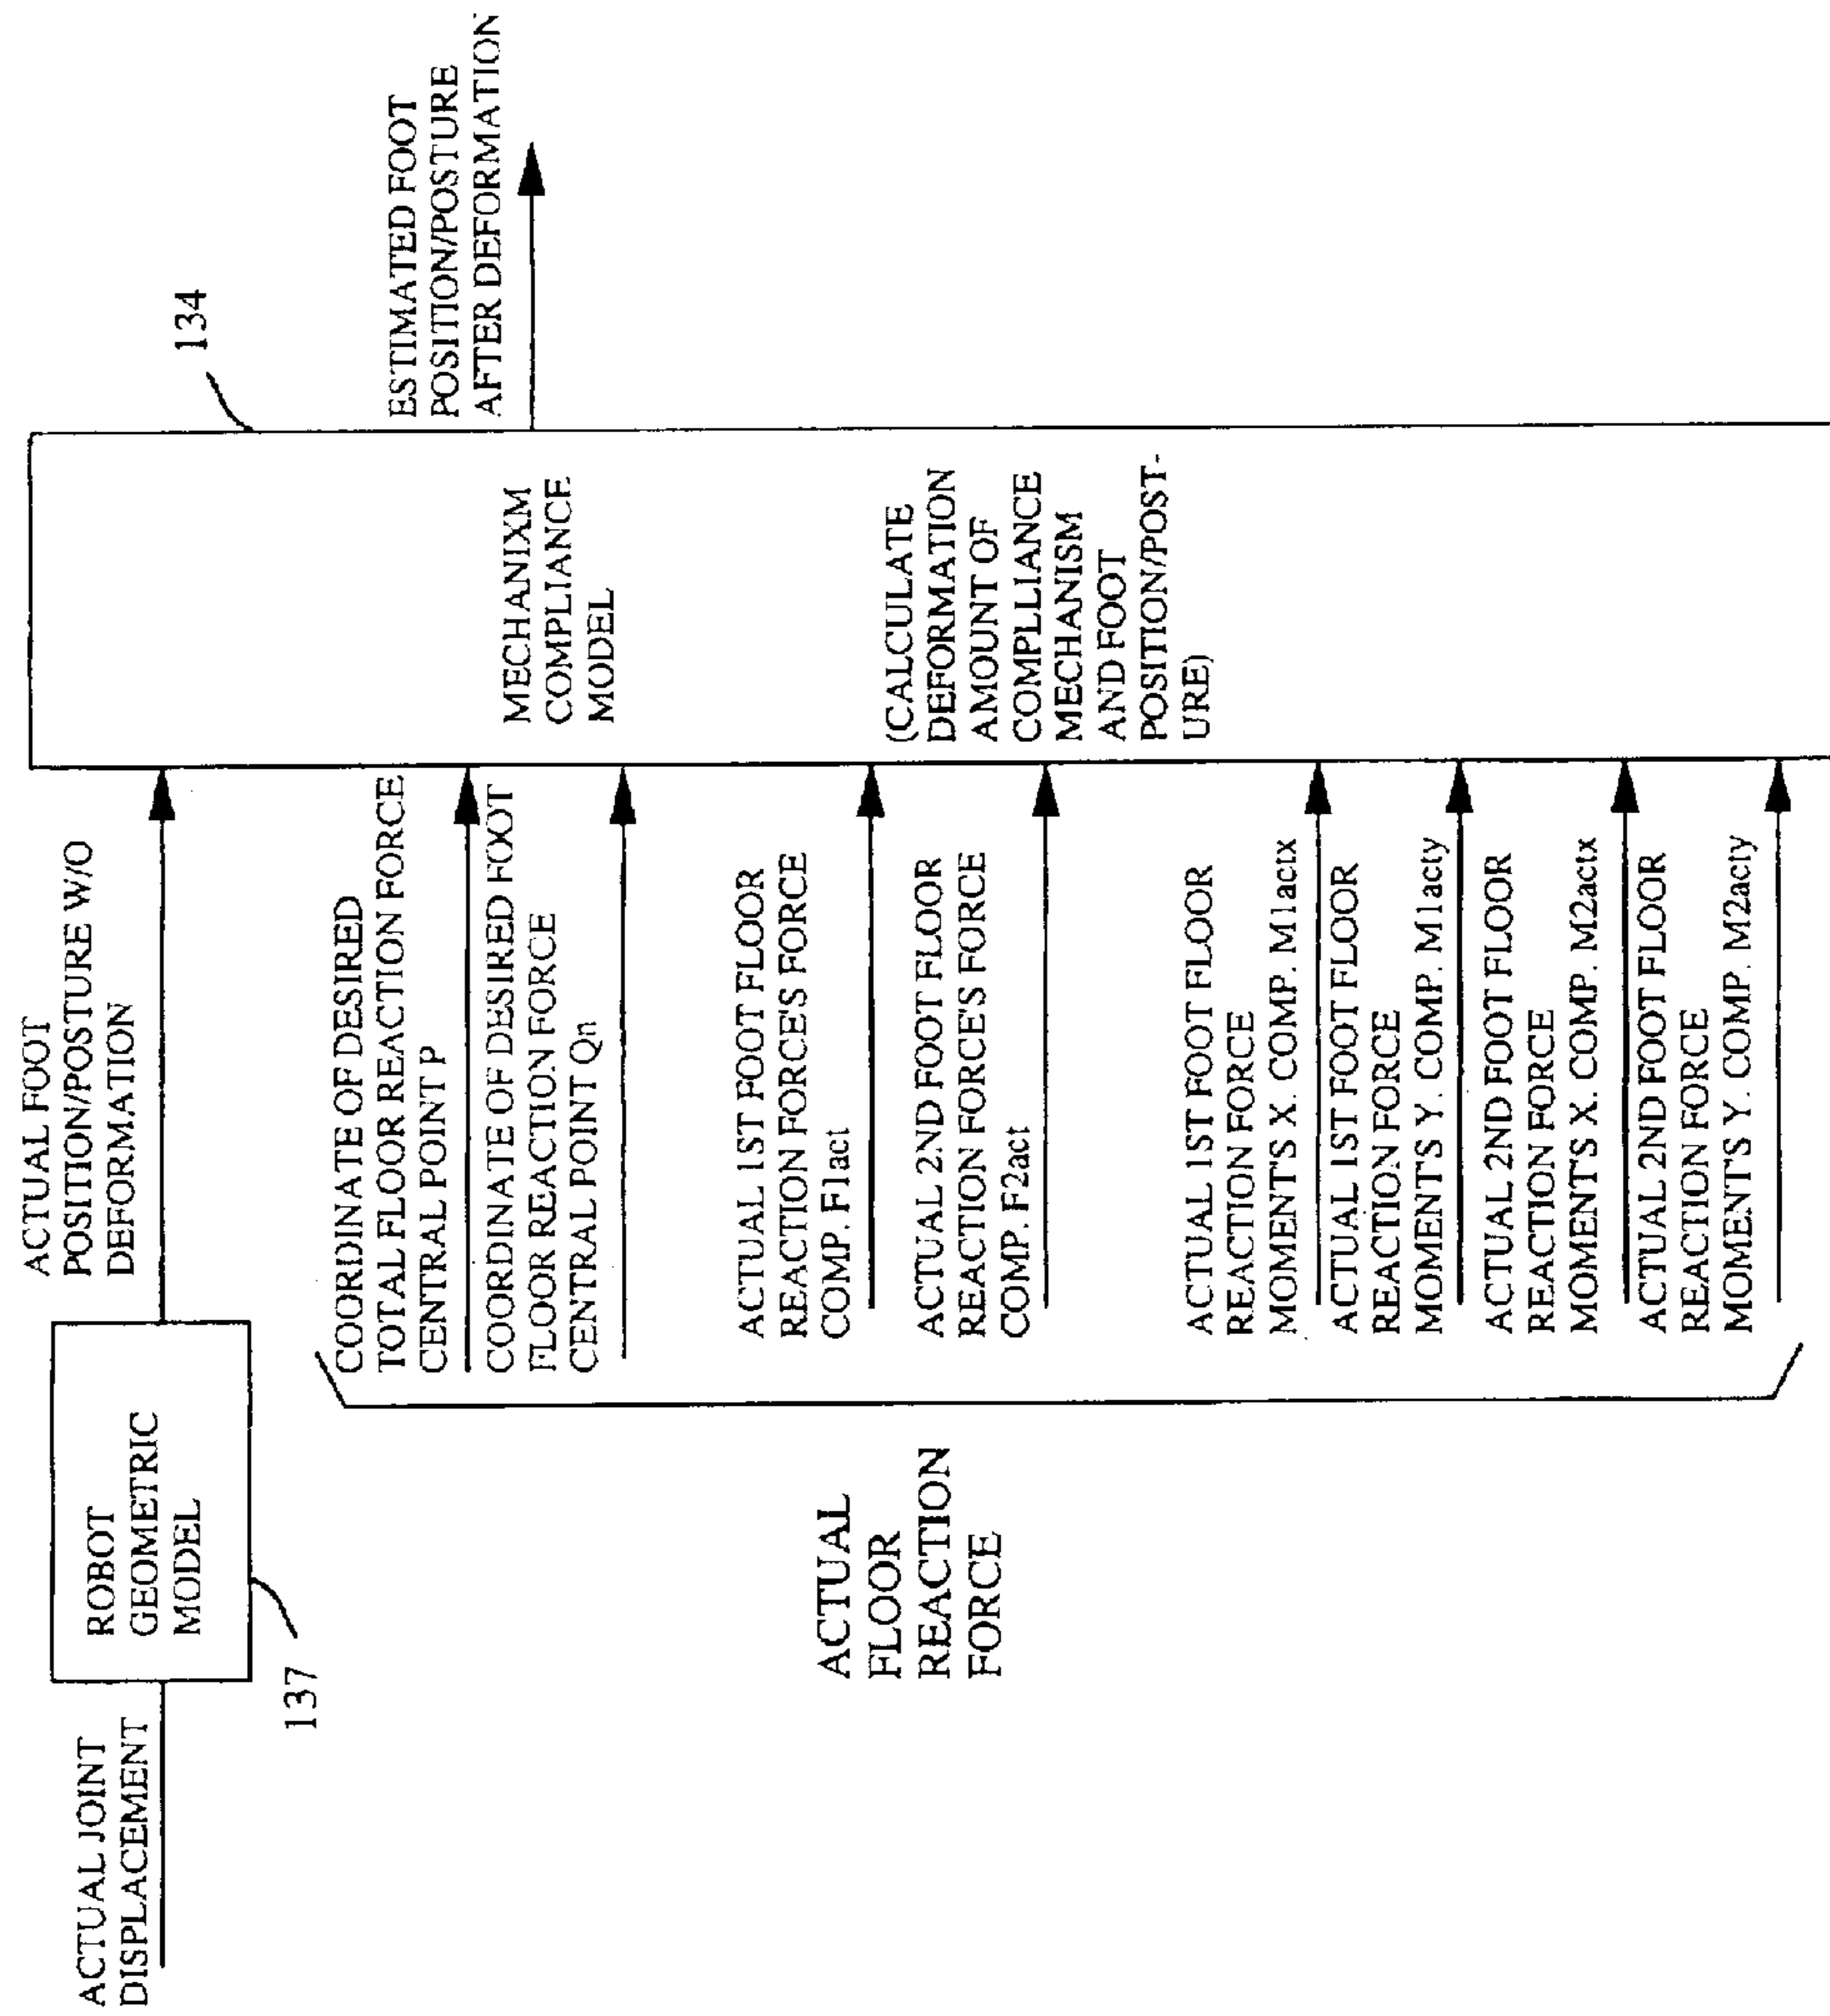 ACTUAL JOINT
DISPLACEMENT
ROBOT
GEOMETRIC
MODEL
137
ACTUAL FOOT
POSITION/POSTURE W/O
DEFORMATION
COORIDINATE OF DESIRED
TOTAL FLOOR REACTION FORCE
CENTRAL POINT P
COORDINATE OF DESIRED FOOT
FLOOR REACTION FORCE
CENTRAL POINT Qn
ACTUAL 1ST FOOT FLOOR
REACTION FORCES'S FORCE
COMP. F1act
ACTUAL 2ND FOOT FLOOR
REACTION FORCE'S FORCE
COMP. F2act
ACTUAL 1ST FOOT FLOOR
REACTION FORCE
MOMENT'S X. COMP. M1actx
ACTUAL 1ST FOOT FLOOR
REACTION FORCE
MOMENTS Y. COMP. M1acty
ACTUAL 2ND FOOT FLOOR
REACTION FORCE
MOMENT'S X. COMP. M2actx
ACTUAL 2ND FOOT FLOOR
REACTION FORCE
MOMENT'S Y. COMP. M2acty
ACTUAL
FLOOR
REACTION
FORCE
MECHANIXM
COMPLIANCE
MODEL
(CALCULATE
DEFORMATION
AMOUNT OF
COMPLLIANCE
MECHANISM
AND FOOT
POSITION/POST-
URE)
134
ESTIMATED FOOT
POSITION/POSTURE
AFTER DEFORMATION